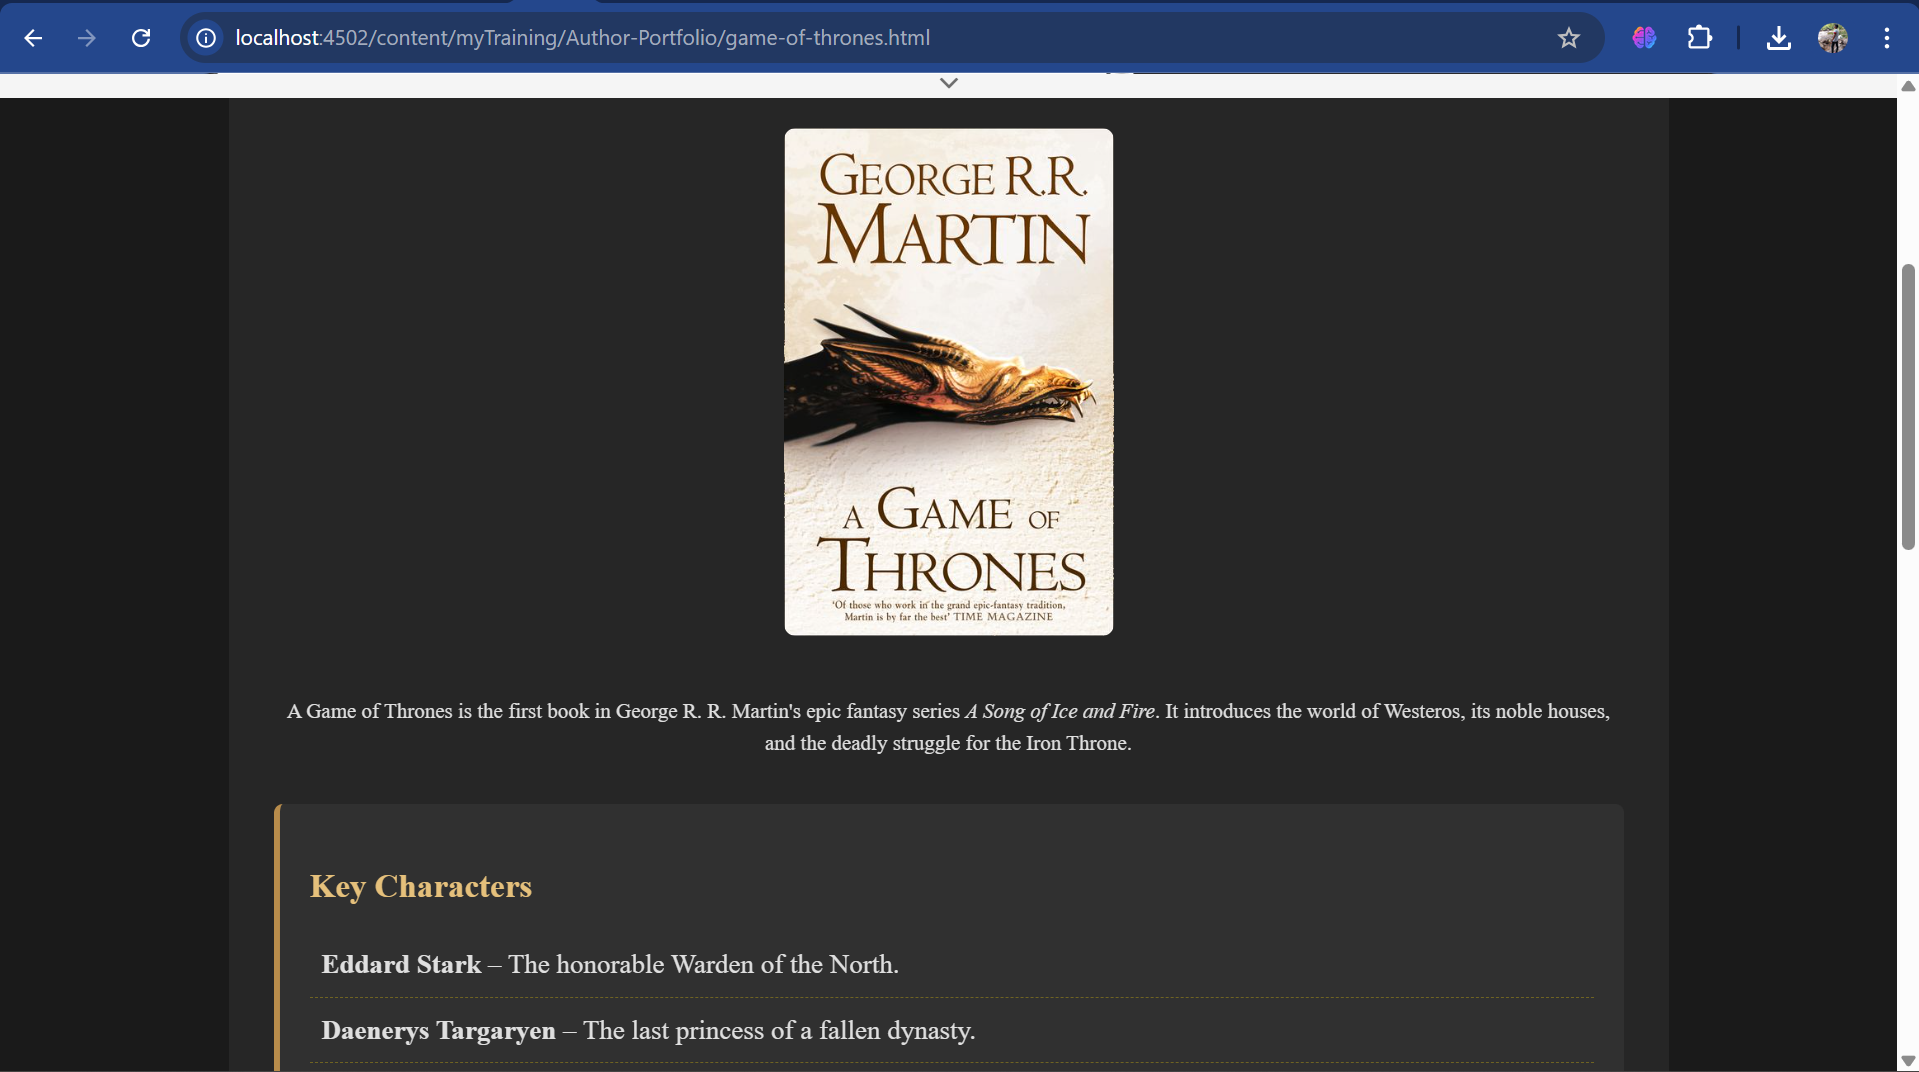 localhost:4502/content/myTraining/Author-Portfolio/game-of-thrones.html
GEORGE R.R.
MARTIN
A GAME OF
THRONES
'Of those who work in the grand epic-fantasy tradition,
Martin is by far the best' TIME MAGAZINE
A Game of Thrones is the first book in George R. R. Martin's epic fantasy series A Song of Ice and Fire. It introduces the world of Westeros, its noble houses,
and the deadly struggle for the Iron Throne.
Key Characters
Eddard Stark – The honorable Warden of the North.
Daenerys Targaryen – The last princess of a fallen dynasty.